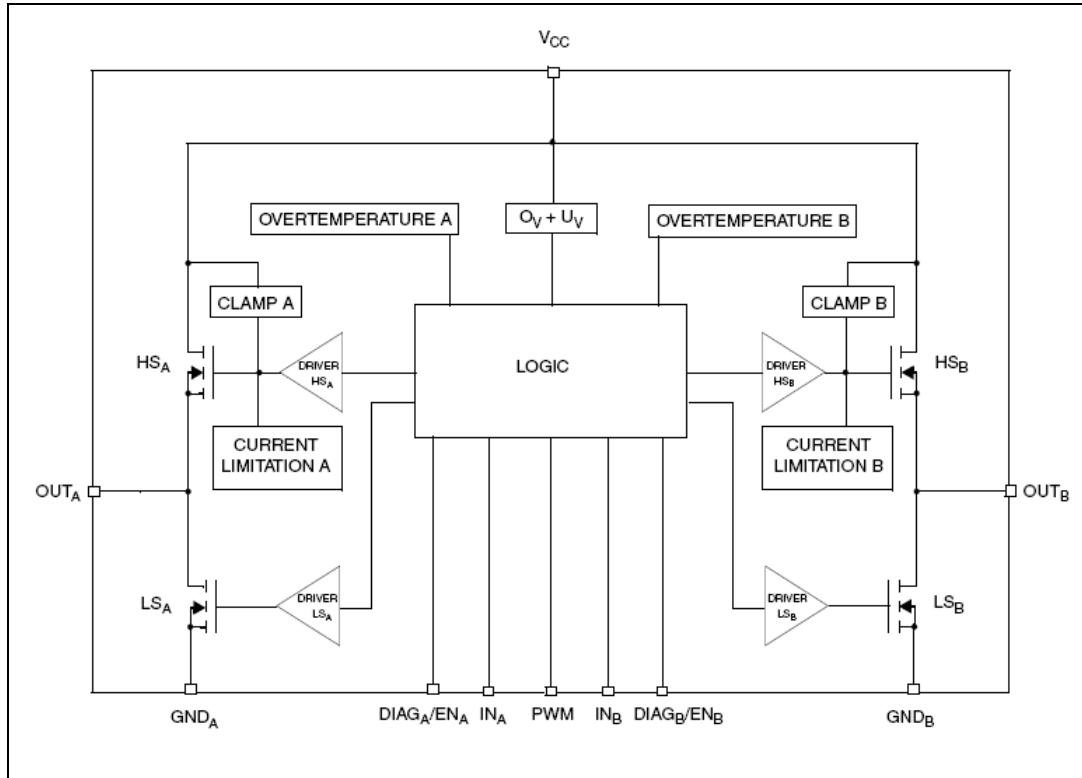 VCC
OVERTEMPERATURE A
OV + UV
OVERTEMPERATURE B
CLAMP A
CLAMP B
HSA
DRIVER
HSA
LOGIC
DRIVER
HSB
HSB
CURRENT
LIMITATION A
CURRENT
LIMITATION B
OUTA
OUTB
LSA
DRIVER
LSA
DRIVER
LSB
LSB
GNDA
DIAGA/ENA
INA
PWM
INB
DIAGB/ENB
GNDB